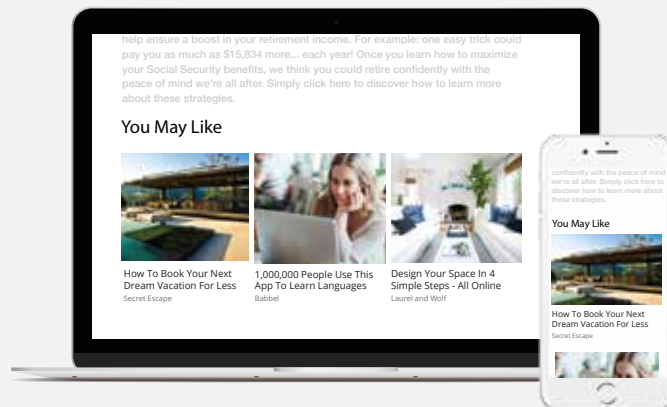 help ensure a boost in your retirement income. For example: one easy trick could
pay you as much as $15,834 more... each year! Once you learn how to maximize
your Social Security benefits, we think you could retire confidently with the
peace of mind we're all after. Simply click here to discover how to learn more
about these strategies.
You May Like
How To Book Your Next
Dream Vacation For Less
Secret Escape
1,000,000 People Use This
App To Learn Languages
Babbel
Design Your Space In 4
Simple Steps - All Online
Laurel and Wolf
confidently with the peace of mind
we're all after. Simply click here to
discover how to learn more about
these strategies.
You May Like
How To Book Your Next
Dream Vacation For Less
Secret Escape